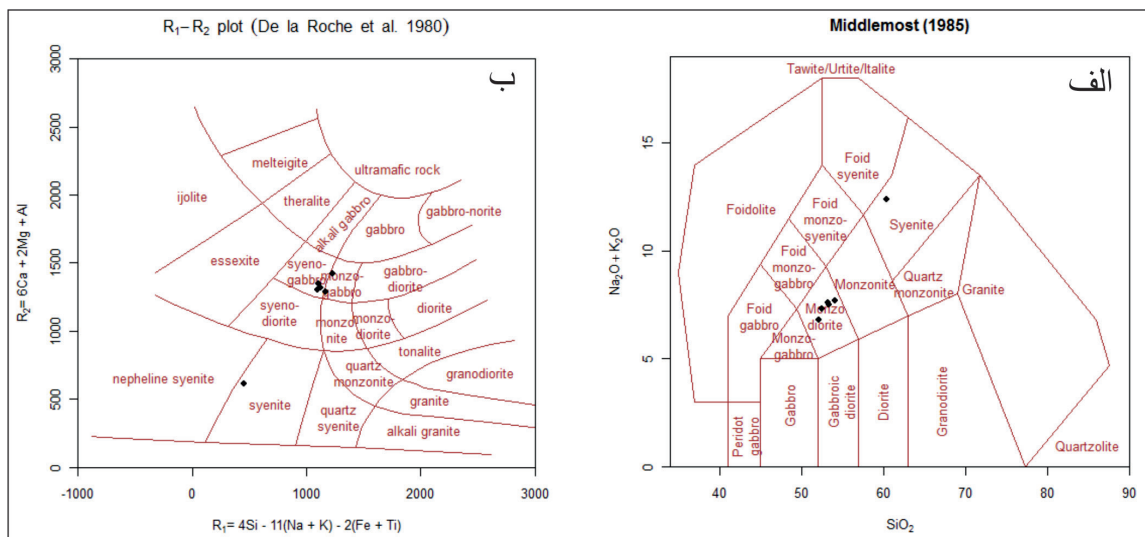 R₁–R₂ plot (De la Roche et al. 1980)
ب
R₂= 6Ca + 2Mg + Al
3000
2500
2000
1500
1000
500
0
melteigite
ultramafic rock
ijolite
theralite
alkali gabbro
gabbro-norite
gabbro
essexite
syeno-
gabbro
monzo-
gabbro
gabbro-
diorite
syeno-
diorite
monzo-
nite
monzo-
diorite
diorite
tonalite
nepheline syenite
quartz
monzonite
granodiorite
syenite
quartz
syenite
granite
alkali granite
-1000
0
1000
2000
3000
R₁= 4Si - 11(Na + K) - 2(Fe + Ti)
Middlemost (1985)
الف
Na₂O + K₂O
15
10
5
0
Tawite/Urtite/Italite
Foid
syenite
Foidolite
Foid
monzo-
syenite
Syenite
Foid
monzo-
gabbro
Monzonite
Quartz
monzonite
Granite
Foid
gabbro
Monzo
diorite
Monzo-
gabbro
Peridot
gabbro
Gabbro
Gabbroic
diorite
Diorite
Granodiorite
Quartzolite
40
50
60
70
80
90
SiO₂